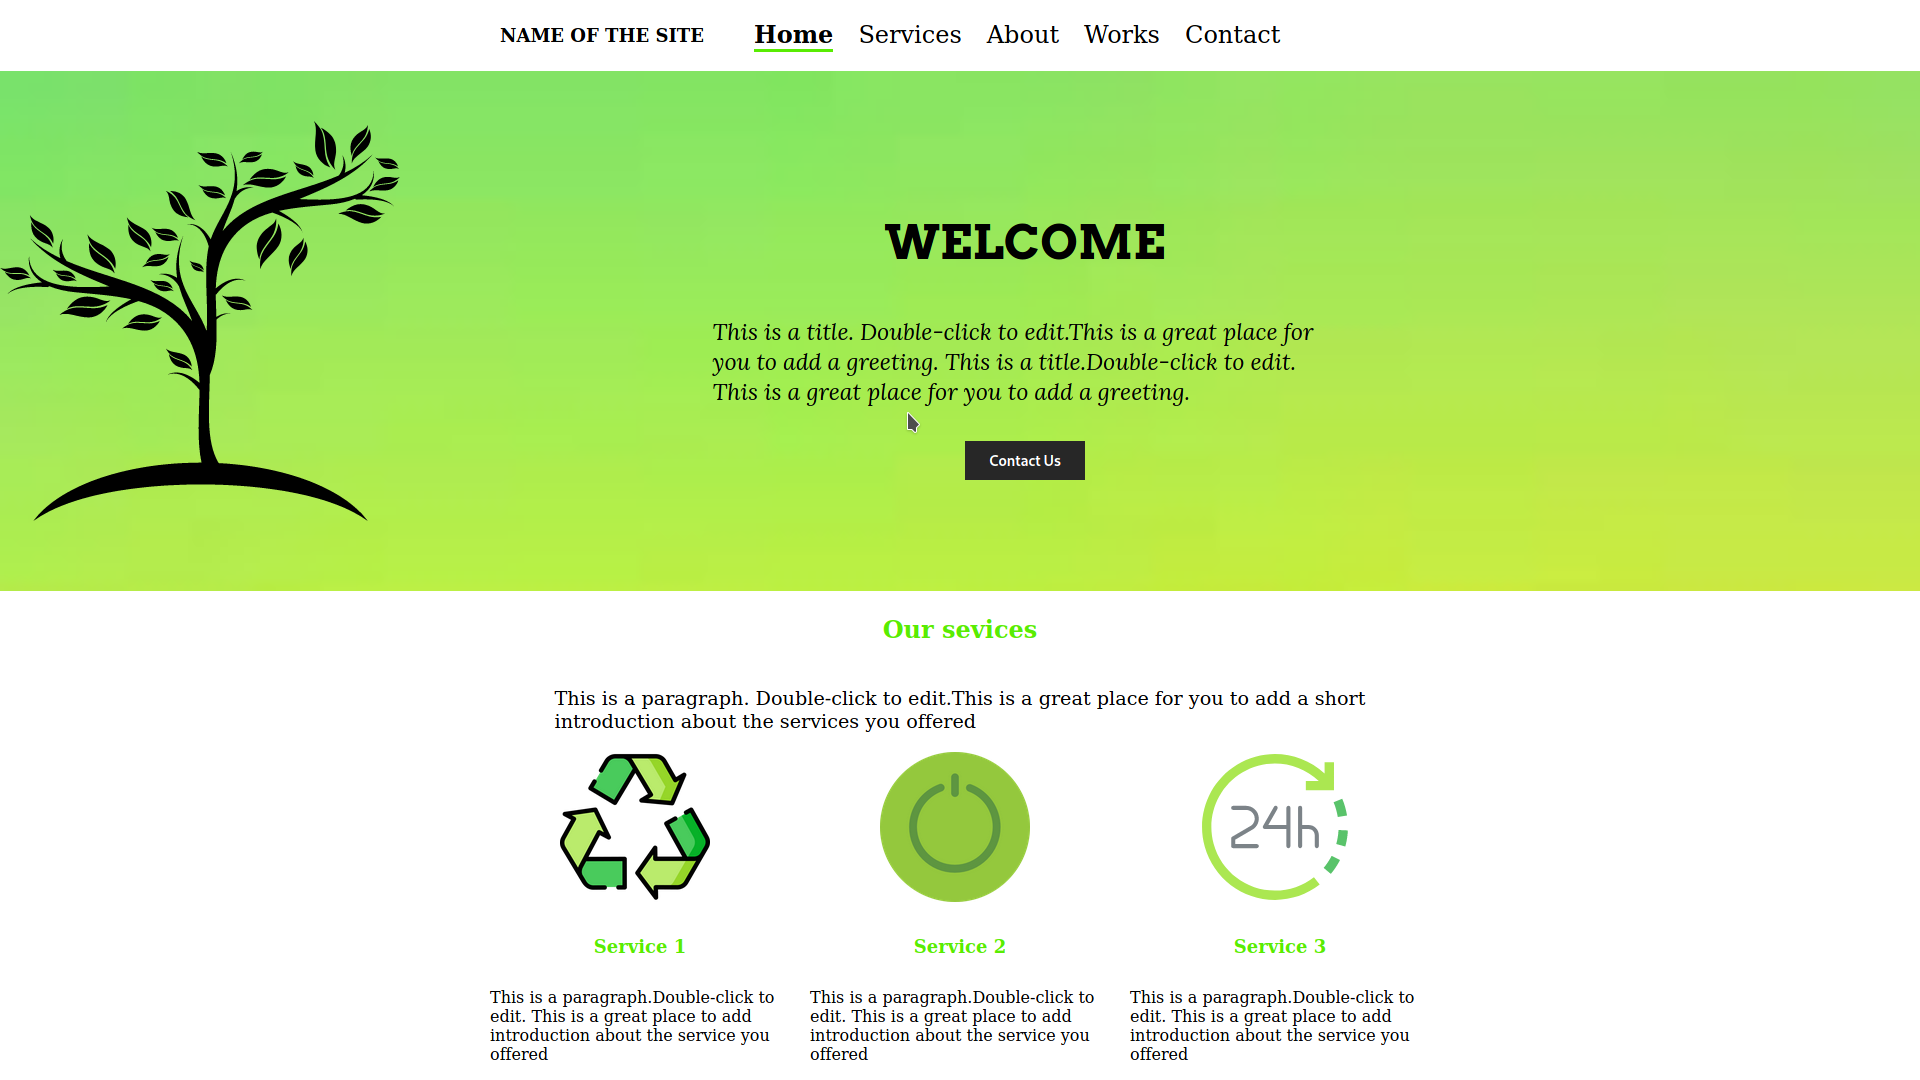 NAME OF THE SITE
Home Services About Works Contact
WELCOME
This is a title. Double-click to edit.This is a great place for
you to add a greeting. This is a title.Double-click to edit.
This is a great place for you to add a greeting.
Contact Us
Our sevices
This is a paragraph. Double-click to edit.This is a great place for you to add a short
introduction about the services you offered
24h
Service 1
This is a paragraph.Double-click to
edit. This is a great place to add
introduction about the service you
offered
Service 2
This is a paragraph.Double-click to
edit. This is a great place to add
introduction about the service you
offered
Service 3
This is a paragraph.Double-click to
edit. This is a great place to add
introduction about the service you
offered